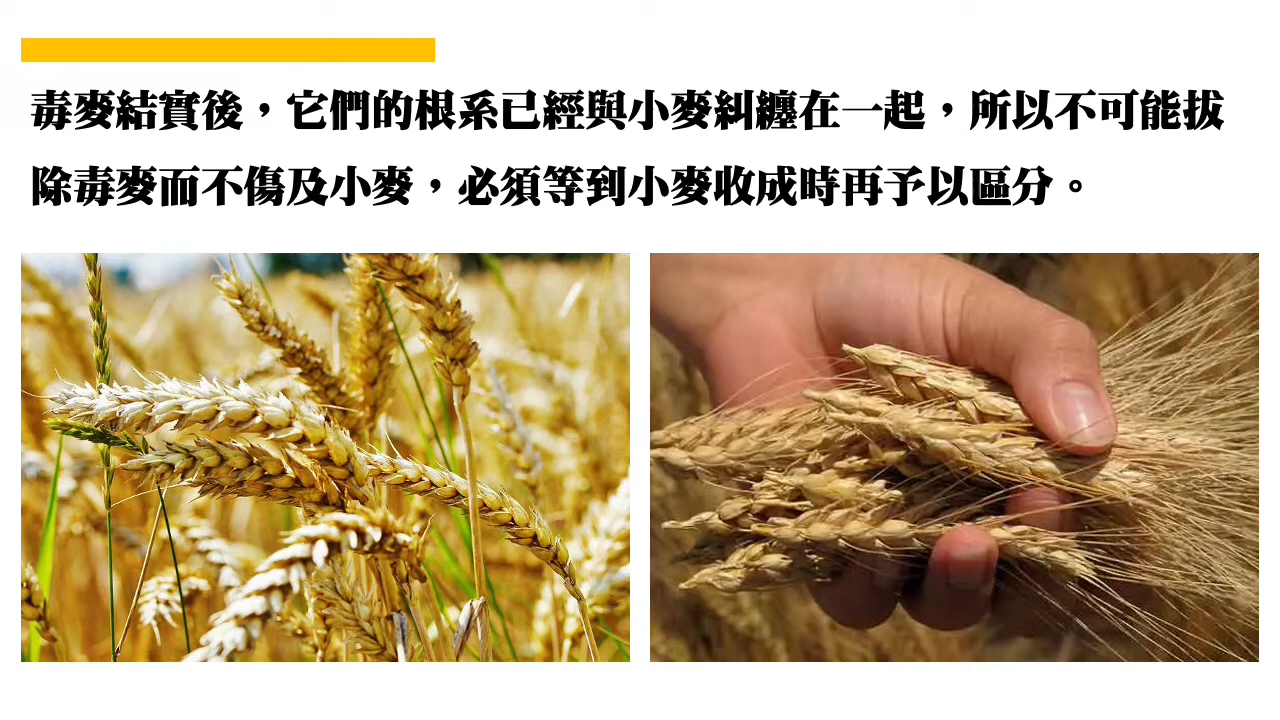 毒麥結實後，它們的根系已經與小麥糾纏在一起，所以不可能拔
除毒麥而不傷及小麥，必須等到小麥收成時再予以區分。